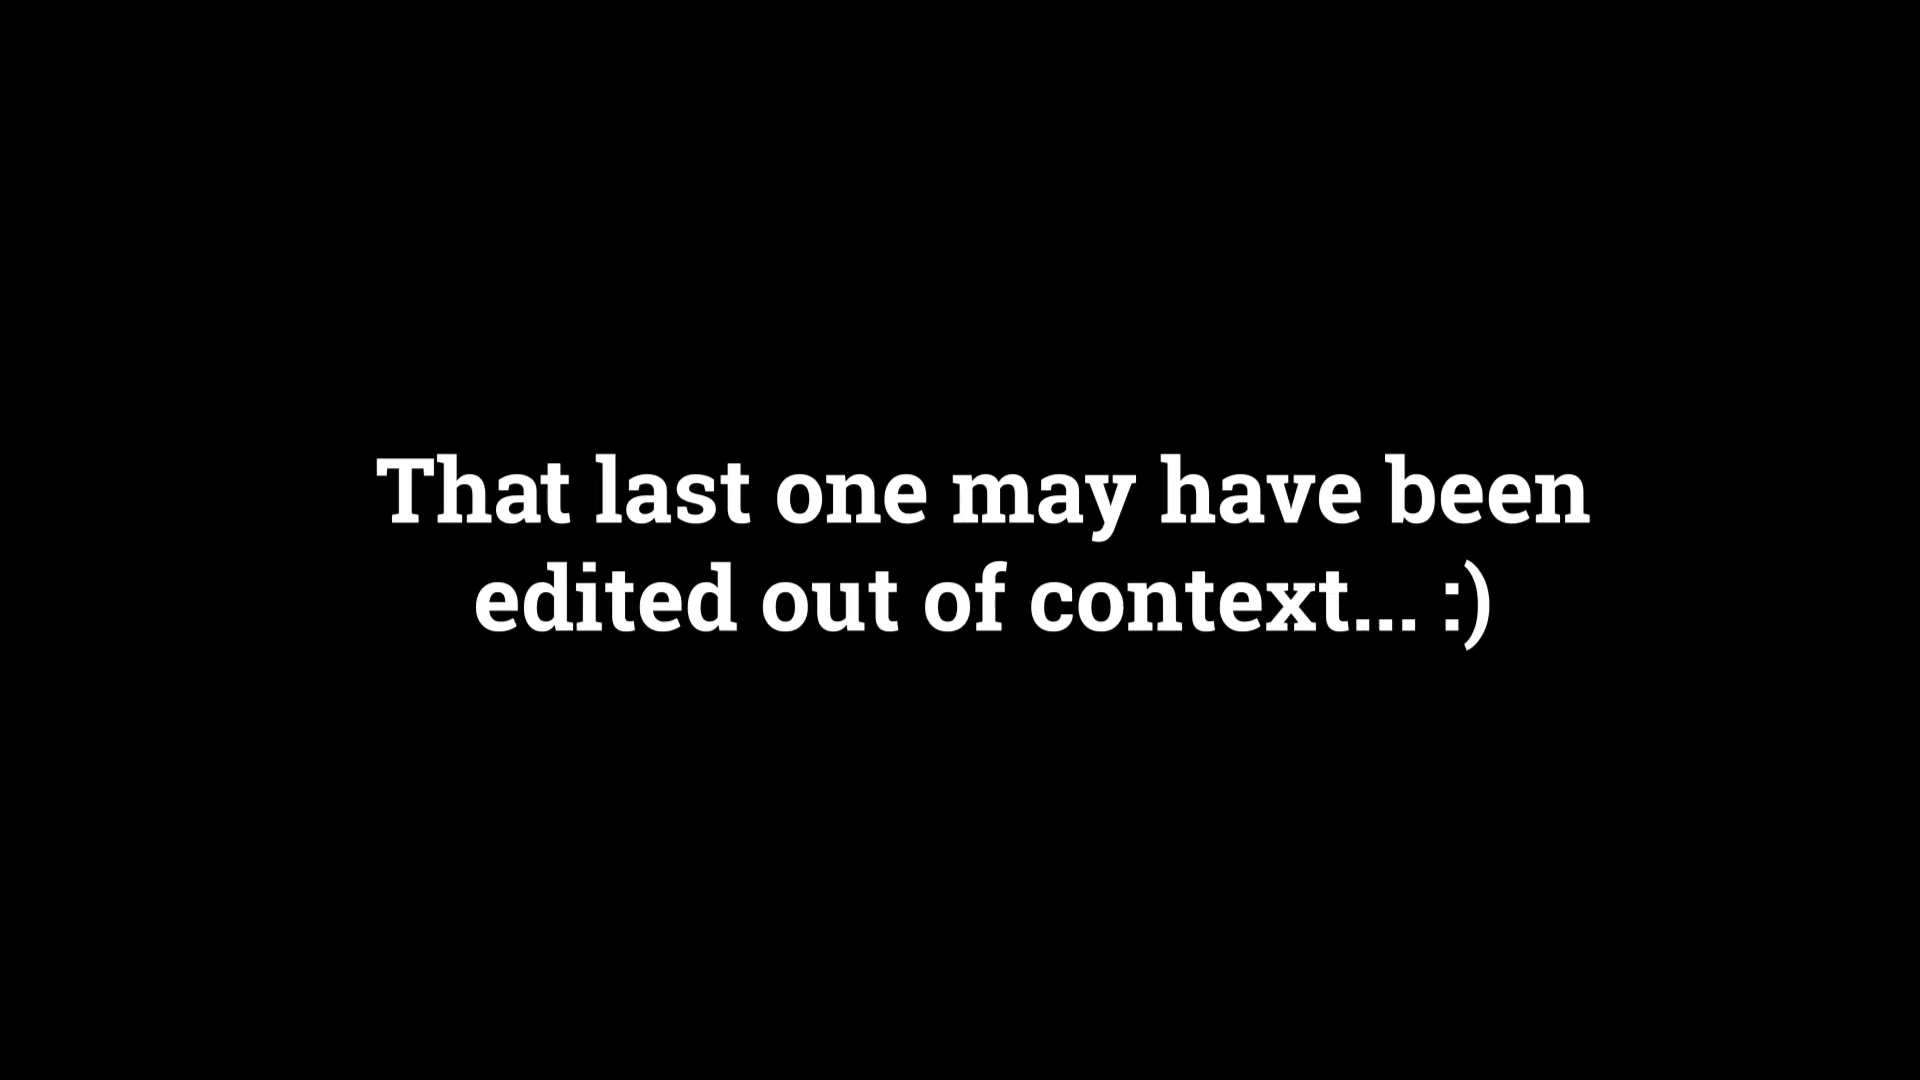 That last one may have been
edited out of context... :)